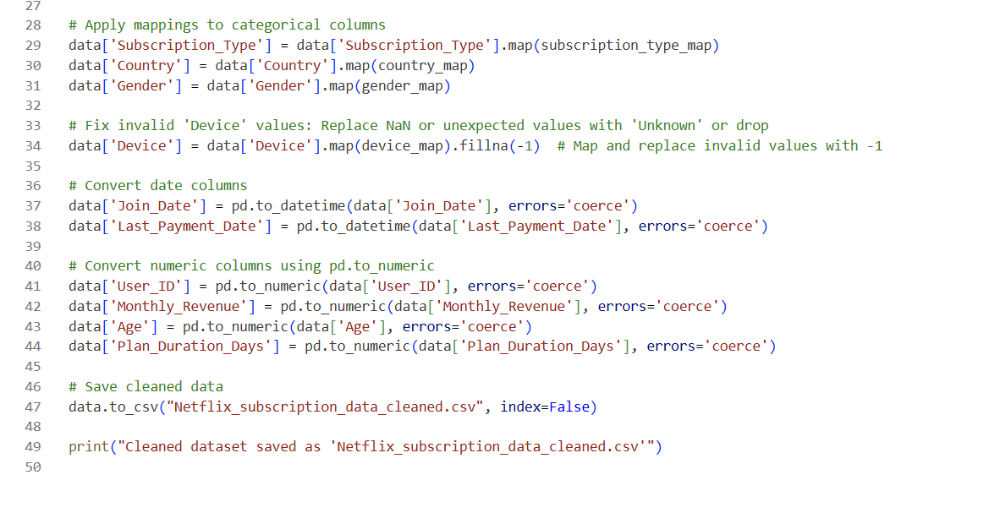 27
28 # Apply mappings to categorical columns
29 data['Subscription_Type'] = data['Subscription_Type'].map(subscription_type_map)
30 data['Country'] = data['Country'].map(country_map)
31 data['Gender'] = data['Gender'].map(gender_map)
32
33 # Fix invalid 'Device' values: Replace NaN or unexpected values with 'Unknown' or drop
34 data['Device'] = data['Device'].map(device_map).fillna(-1)  # Map and replace invalid values with -1
35
36 # Convert date columns
37 data['Join_Date'] = pd.to_datetime(data['Join_Date'], errors='coerce')
38 data['Last_Payment_Date'] = pd.to_datetime(data['Last_Payment_Date'], errors='coerce')
39
40 # Convert numeric columns using pd.to_numeric
41 data['User_ID'] = pd.to_numeric(data['User_ID'], errors='coerce')
42 data['Monthly_Revenue'] = pd.to_numeric(data['Monthly_Revenue'], errors='coerce')
43 data['Age'] = pd.to_numeric(data['Age'], errors='coerce')
44 data['Plan_Duration_Days'] = pd.to_numeric(data['Plan_Duration_Days'], errors='coerce')
45
46 # Save cleaned data
47 data.to_csv("Netflix_subscription_data_cleaned.csv", index=False)
48
49 print("Cleaned dataset saved as 'Netflix_subscription_data_cleaned.csv'")
50